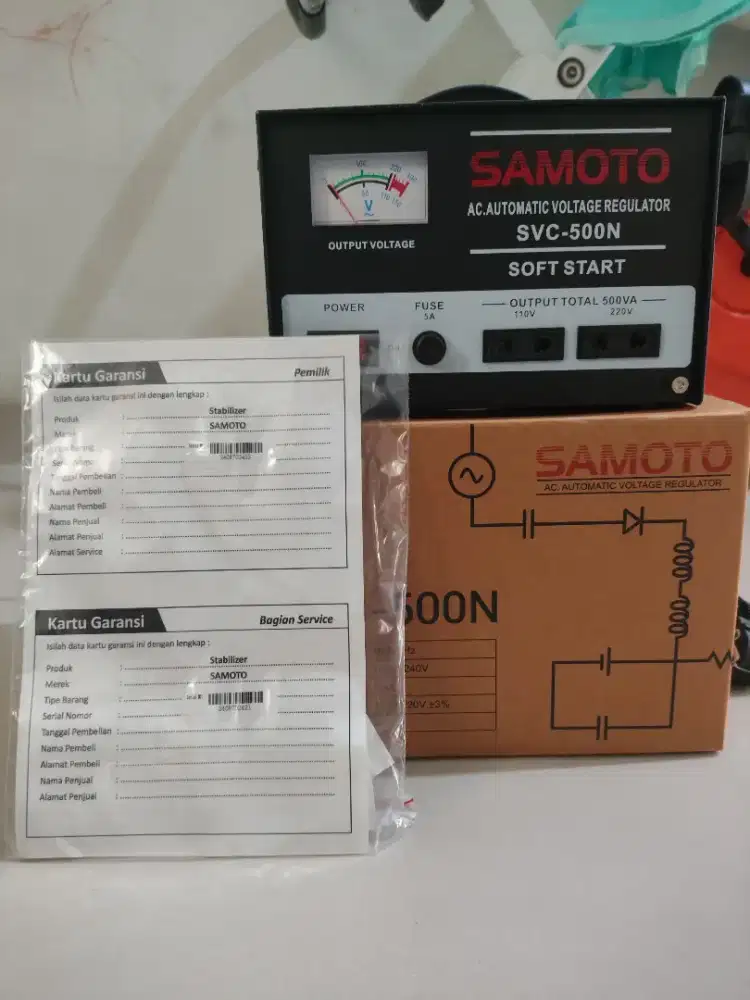 SAMOTO
AC.AUTOMATIC VOLTAGE REGULATOR
SVC-500N
SOFT START
V
OUTPUT VOLTAGE
POWER
FUSE
5A
OUTPUT TOTAL 500VA
110V
220V
SAMOTO
AC. AUTOMATIC VOLTAGE REGULATOR
-500N
Hz
240V
220V ±3%
Kartu Garansi
Pemilik
Isilah data kartu garansi ini dengan lengkap :
Produk : Stabilizer
SAMOTO
Tanggal Pembelian :
Nama Pembeli :
Alamat Pembeli :
Nama Penjual :
Alamat Penjual :
Alamat Service :
Kartu Garansi
Bagian Service
Isilah data kartu garansi ini dengan lengkap :
Produk : Stabilizer
Merek : SAMOTO
Tipe Barang :
Serial Nomor :
Tanggal Pembelian :
Nama Pembeli :
Alamat Pembeli :
Nama Penjual :
Alamat Penjual :